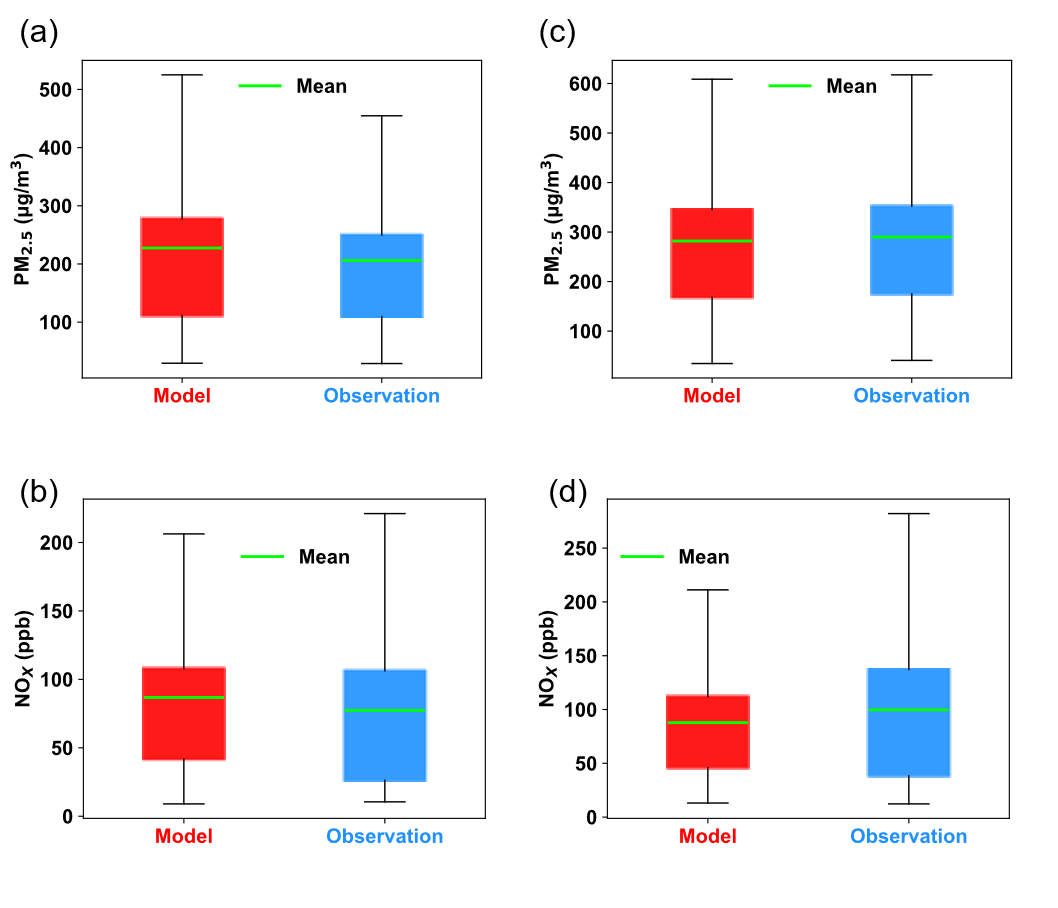 (a)
PM2.5 (μg/m3)
500
400
300
200
100
Mean
Model
Observation
(c)
PM2.5 (μg/m3)
600
500
400
300
200
100
Mean
Model
Observation
(b)
NOX (ppb)
200
150
100
50
0
Mean
Model
Observation
(d)
NOX (ppb)
250
200
150
100
50
0
Mean
Model
Observation